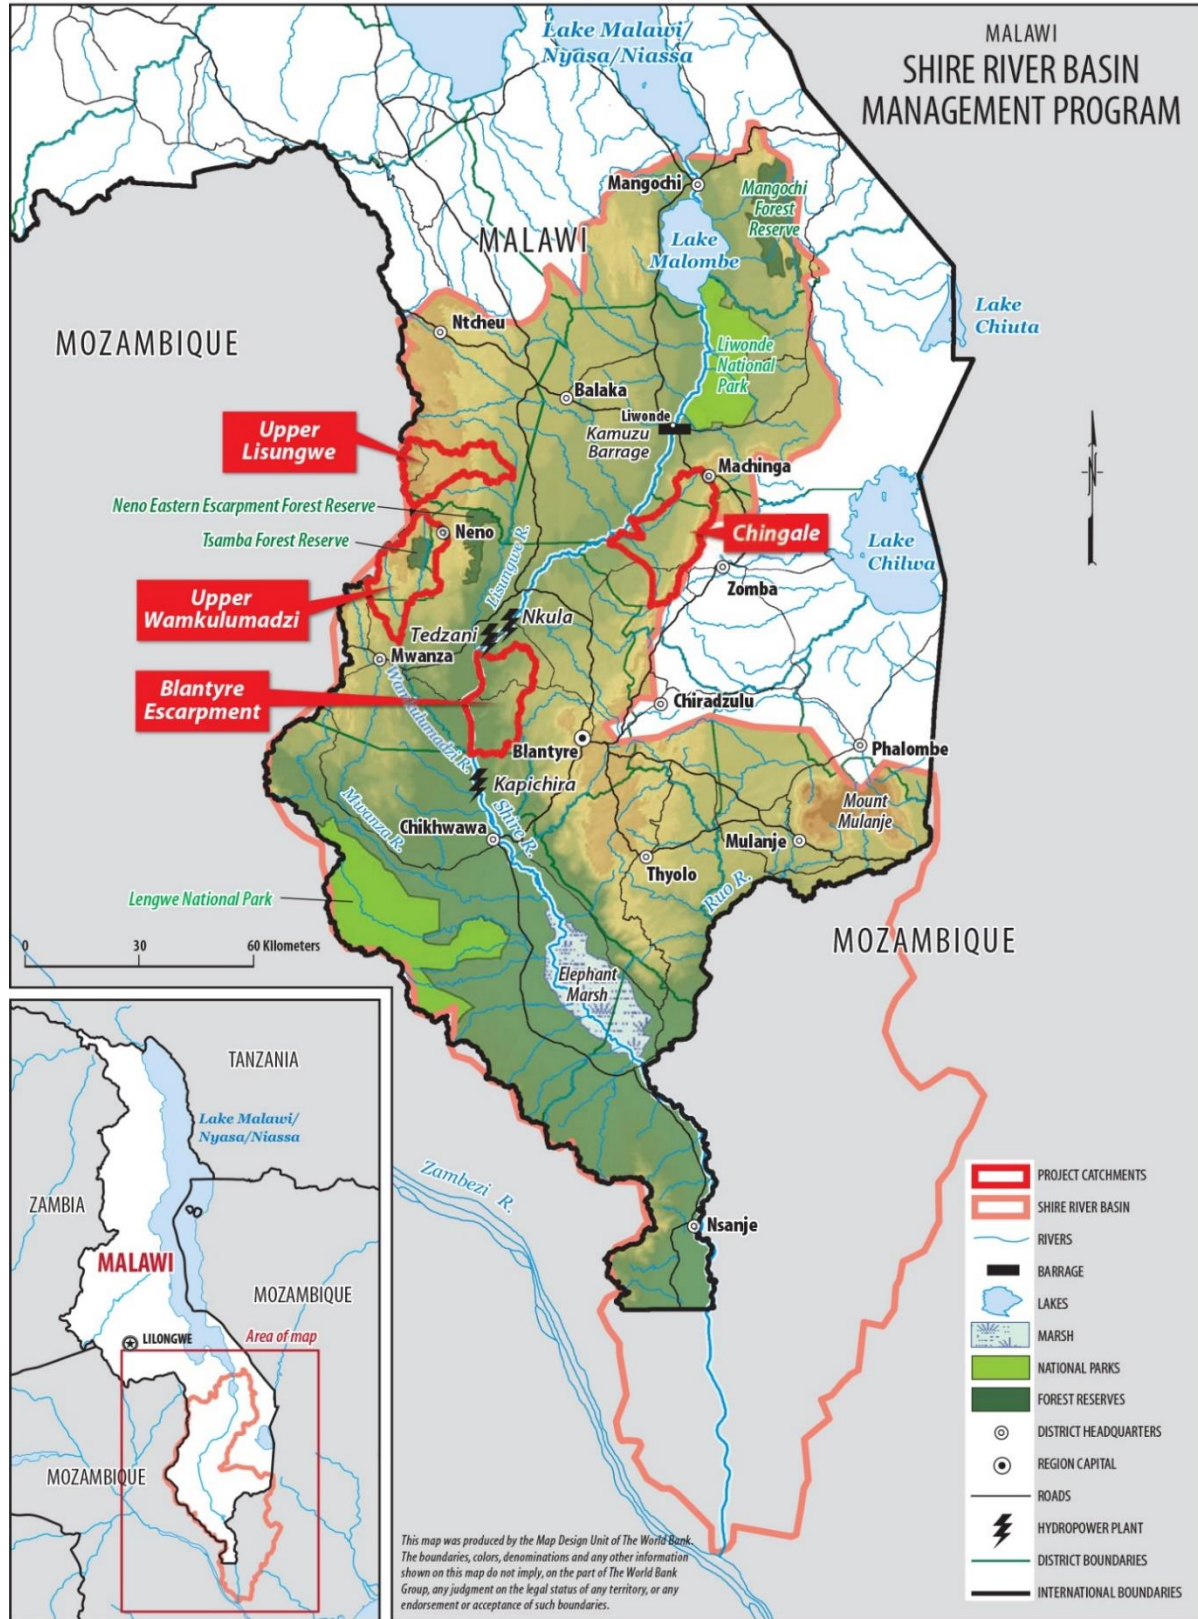 MALAWI
SHIRE RIVER BASIN
MANAGEMENT PROGRAM
Lake Malawi/
Nyasa/Niassa
Mangochi
Mangochi
Forest
Reserve
MALAWI
Lake
Malombe
Lake
Chiuta
MOZAMBIQUE
Ntcheu
Liwonde
National
Park
Balaka
Liwonde
Kamuzu
Barrage
Upper
Lisungwe
Machinga
Neno Eastern Escarpment Forest Reserve
Tsamba Forest Reserve
Neno
Lisungwe R.
Chingale
Lake
Chilwa
Zomba
Upper
Wamkulumadzi
Nkula
Tedzani
Mwanza
Wamkulumadzi R.
Blantyre
Escarpment
Chiradzulu
Blantyre
Phalombe
Kapichira
Mwanza R.
Shire R.
Mount
Mulanje
Chikhwawa
Mulanje
Thyolo
Ruo R.
Lengwe National Park
MOZAMBIQUE
0 30 60 Kilometers
Elephant
Marsh
Zambezi R.
Nsanje
TANZANIA
Lake Malawi/
Nyasa/Niassa
ZAMBIA
MALAWI
MOZAMBIQUE
LILONGWE
Area of map
MOZAMBIQUE
PROJECT CATCHMENTS
SHIRE RIVER BASIN
RIVERS
BARRAGE
LAKES
MARSH
NATIONAL PARKS
FOREST RESERVES
DISTRICT HEADQUARTERS
REGION CAPITAL
ROADS
HYDROPOWER PLANT
DISTRICT BOUNDARIES
INTERNATIONAL BOUNDARIES
This map was produced by the Map Design Unit of The World Bank.
The boundaries, colors, denominations and any other information
shown on this map do not imply, on the part of The World Bank
Group, any judgment on the legal status of any territory, or any
endorsement or acceptance of such boundaries.